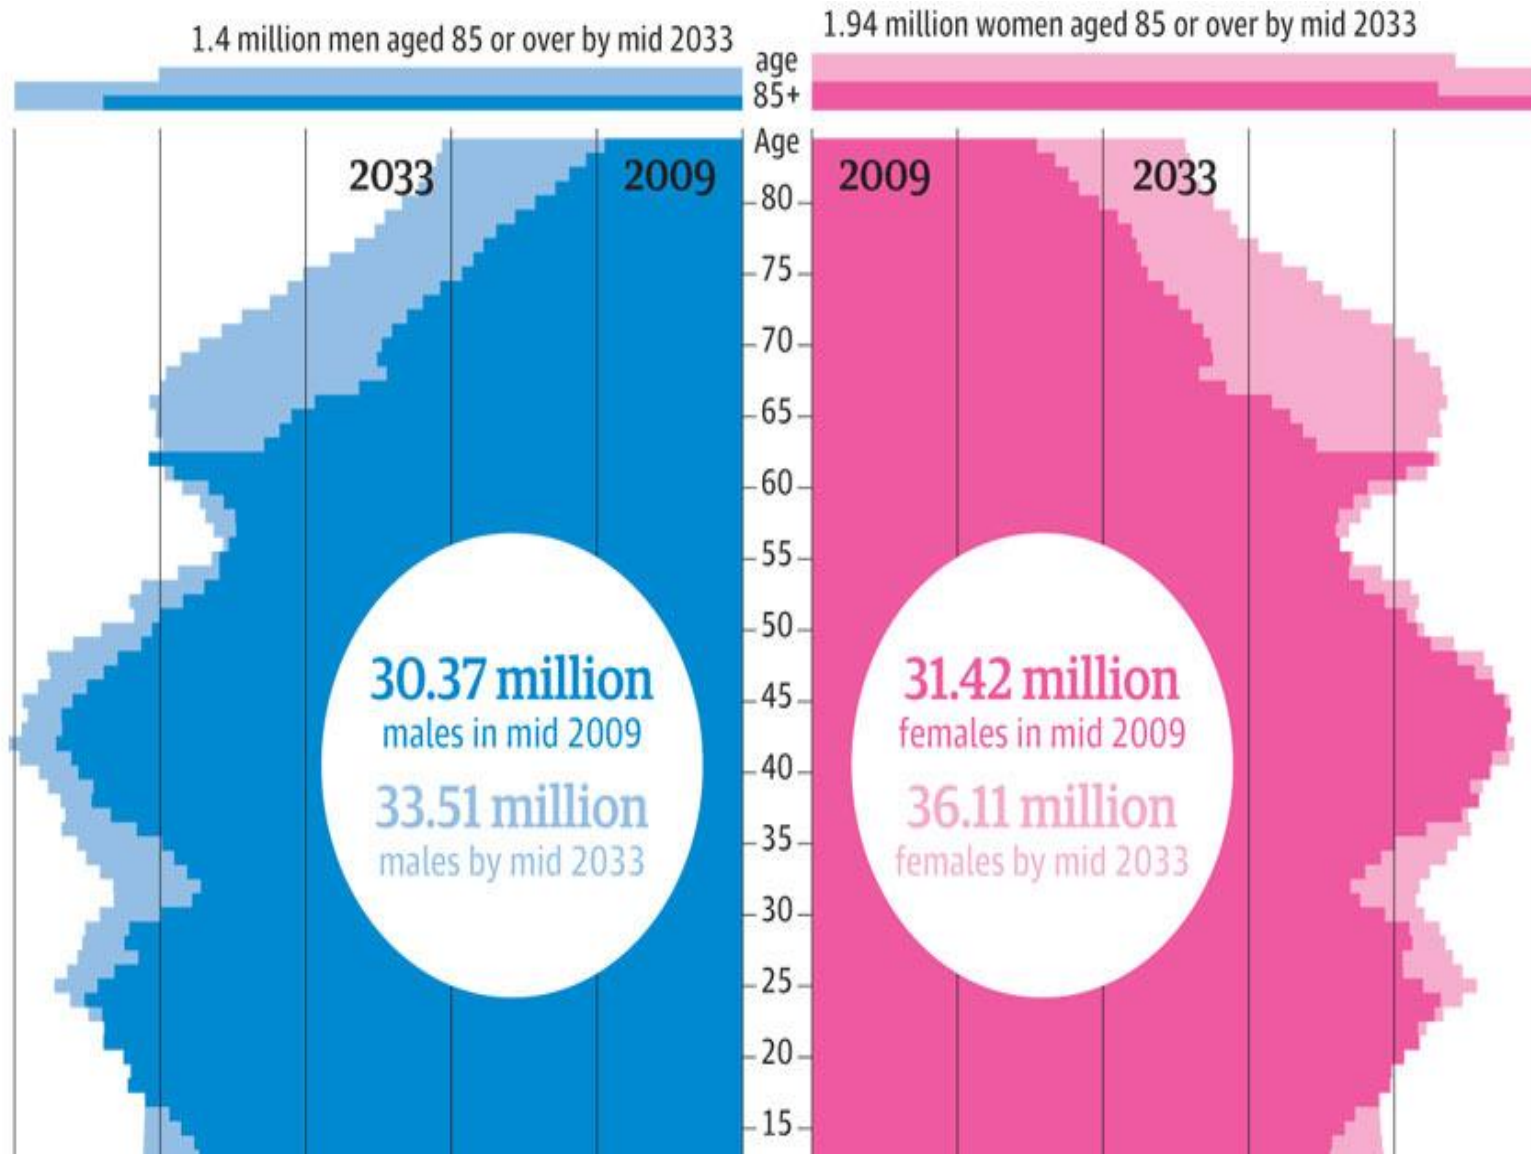 1.4 million men aged 85 or over by mid 2033
1.94 million women aged 85 or over by mid 2033
age
85+
Age
2033
2009
2009
2033
80
75
70
65
60
55
50
45
40
35
30
25
20
15
30.37 million
males in mid 2009
33.51 million
males by mid 2033
31.42 million
females in mid 2009
36.11 million
females by mid 2033